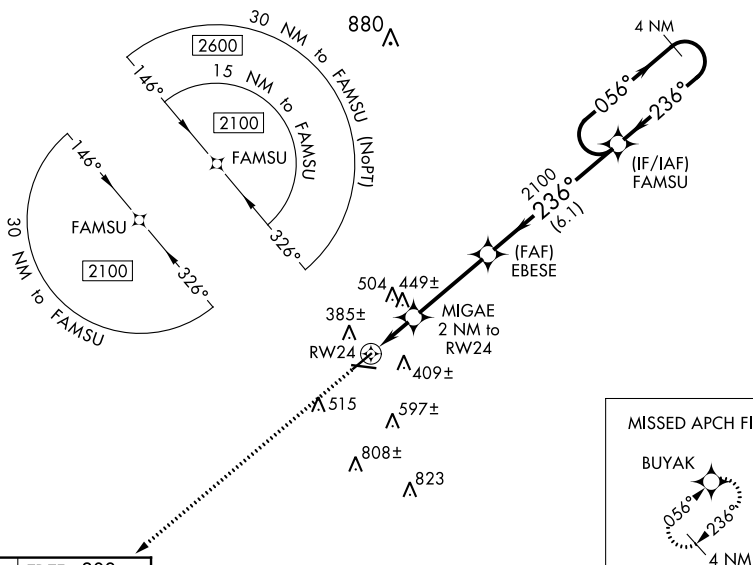 30 NM to FAMSU (NoPT)
2600
15 NM to FAMSU
2100
146°
FAMSU
326°
146°
FAMSU
326°
2100
30 NM to FAMSU
880
4 NM
056°
236°
(IF/IAF)
FAMSU
2100
236°
(6.1)
(FAF)
EBESE
504
449±
MIGAE
2 NM to
RW24
385±
RW24
409±
515
597±
808±
823
MISSED APCH FI
BUYAK
056°
236°
4 NM